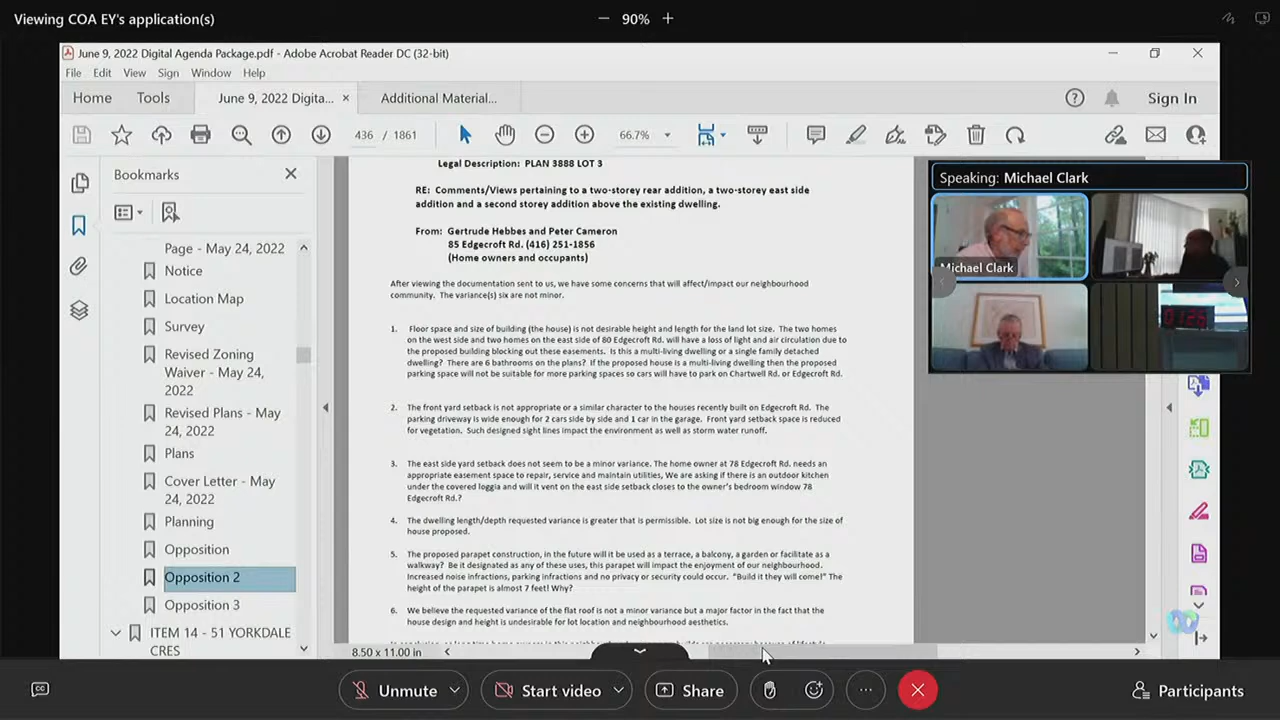 Viewing COA EY's application(s)
90%
June 9, 2022 Digital Agenda Package.pdf - Adobe Acrobat Reader DC (32-bit)
File Edit View Sign Window Help
Home Tools June 9, 2022 Digita... Additional Material... Sign In
436 / 1861 66.7%
Bookmarks
Page - May 24, 2022
Notice
Location Map
Survey
Revised Zoning
Waiver - May 24,
2022
Revised Plans - May
24, 2022
Plans
Cover Letter - May
24, 2022
Planning
Opposition
Opposition 2
Opposition 3
ITEM 14 - 51 YORKDALE
CRES
Legal Description: PLAN 3888 LOT 3
RE: Comments/Views pertaining to a two-storey rear addition, a two-storey east side
addition and a second storey addition above the existing dwelling.
From: Gertrude Hebbes and Peter Cameron
85 Edgecroft Rd. (416) 251-1856
(Home owners and occupants)
After viewing the documentation sent to us, we have some concerns that will affect/impact our neighbourhood
community. The variance(s) six are not minor.
1. Floor space and size of building (the house) is not desirable height and length for the land lot size. The two homes
on the west side and two homes on the east side of 80 Edgecroft Rd. will have a loss of light and air circulation due to
the proposed building blocking out these easements. Is this a multi-living dwelling or a single family detached
dwelling? There are 6 bathrooms on the plans? If the proposed house is a multi-living dwelling then the proposed
parking space will not be suitable for more parking spaces so cars will have to park on Chartwell Rd. or Edgecroft Rd.
2. The front yard setback is not appropriate or a similar character to the houses recently built on Edgecroft Rd. The
parking driveway is wide enough for 2 cars side by side and 1 car in the garage. Front yard setback space is reduced
for vegetation. Such designed sight lines impact the environment as well as storm water runoff.
3. The east side yard setback does not seem to be a minor variance. The home owner at 78 Edgecroft Rd. needs an
appropriate easement space to repair, service and maintain utilities, We are asking if there is an outdoor kitchen
under the covered loggia and will it vent on the east side setback closes to the owner's bedroom window 78
Edgecroft Rd.?
4. The dwelling length/depth requested variance is greater that is permissible. Lot size is not big enough for the size of
house proposed.
5. The proposed parapet construction, in the future will it be used as a terrace, a balcony, a garden or facilitate as a
walkway? Be it designated as any of these uses, this parapet will impact the enjoyment of our neighbourhood.
Increased noise infractions, parking infractions and no privacy or security could occur. "Build it they will come!" The
height of the parapet is almost 7 feet! Why?
6. We believe the requested variance of the flat roof is not a minor variance but a major factor in the fact that the
house design and height is undesirable for lot location and neighbourhood aesthetics.
8.50 x 11.00 in
Speaking: Michael Clark
Michael Clark
Unmute Start video Share Participants